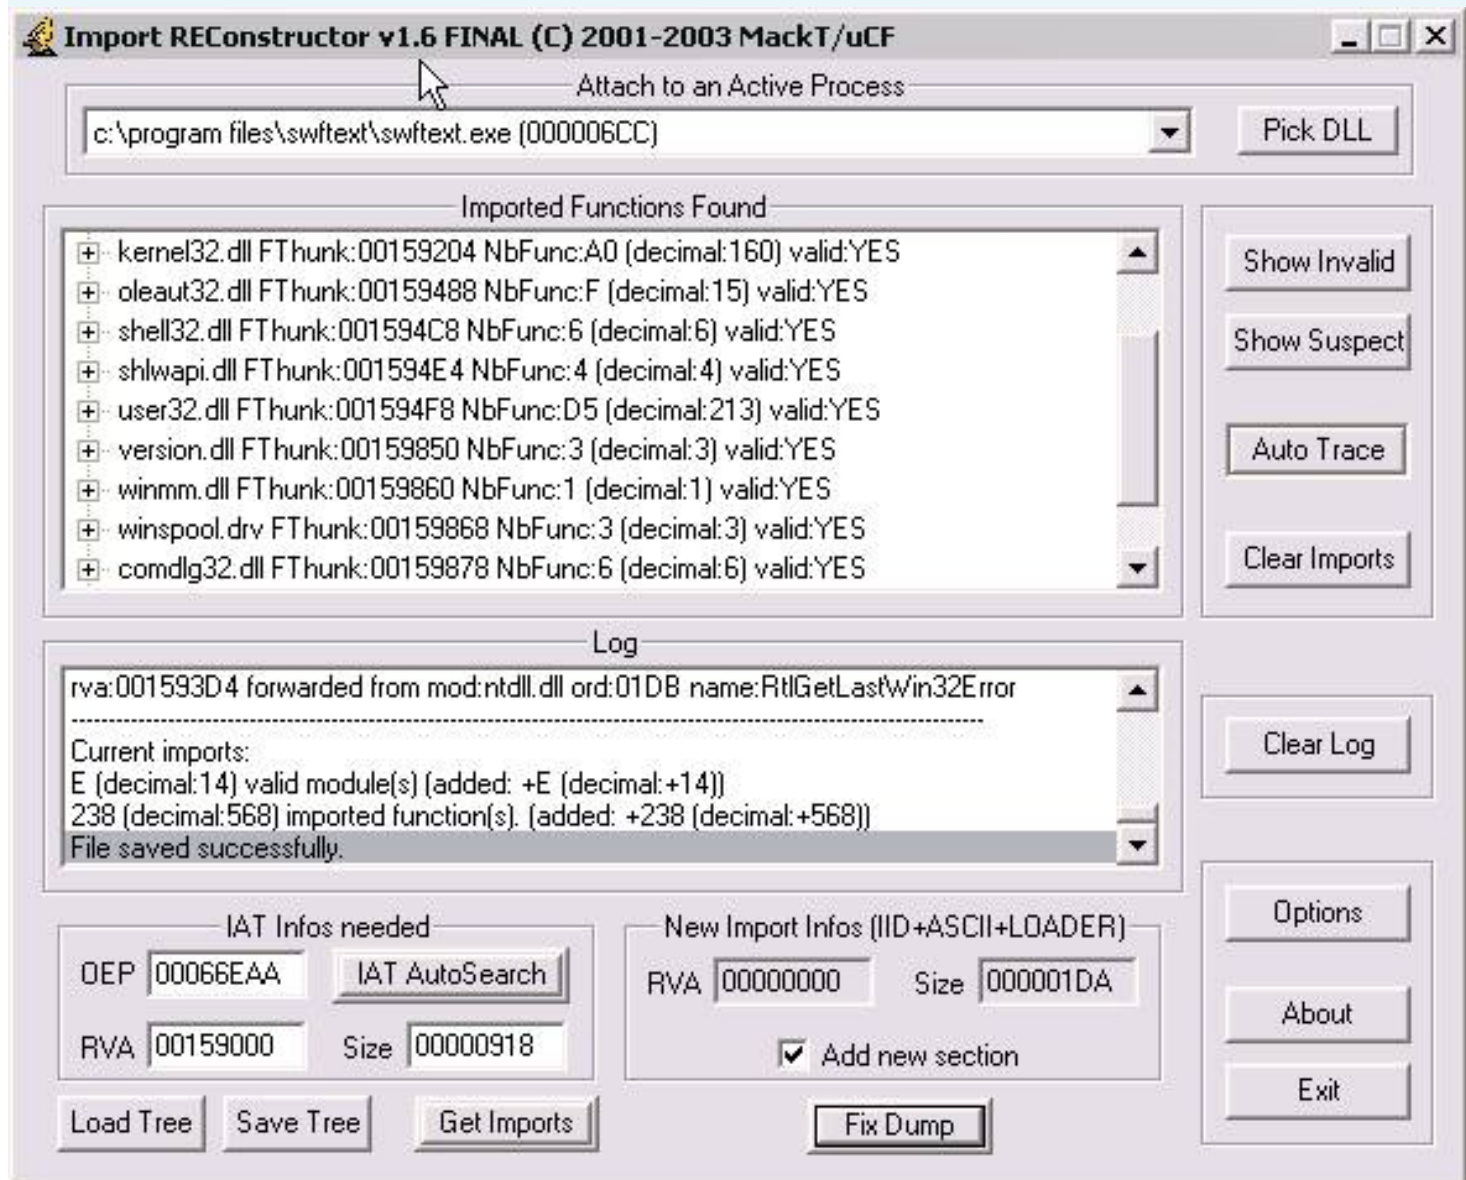 Import REConstructor v1.6 FINAL (C) 2001-2003 MackT/uCF
Attach to an Active Process
c:\program files\swftext\swftext.exe (000006CC)
Pick DLL
Imported Functions Found
kernel32.dll FThunk:00159204 NbFunc:A0 (decimal:160) valid:YES
oleaut32.dll FThunk:00159488 NbFunc:F (decimal:15) valid:YES
shell32.dll FThunk:001594C8 NbFunc:6 (decimal:6) valid:YES
shlwapi.dll FThunk:001594E4 NbFunc:4 (decimal:4) valid:YES
user32.dll FThunk:001594F8 NbFunc:D5 (decimal:213) valid:YES
version.dll FThunk:00159850 NbFunc:3 (decimal:3) valid:YES
winmm.dll FThunk:00159860 NbFunc:1 (decimal:1) valid:YES
winspool.drv FThunk:00159868 NbFunc:3 (decimal:3) valid:YES
comdlg32.dll FThunk:00159878 NbFunc:6 (decimal:6) valid:YES
Show Invalid
Show Suspect
Auto Trace
Clear Imports
Log
rva:001593D4 forwarded from mod:ntdll.dll ord:01DB name:RtlGetLastWin32Error
Current imports:
E (decimal:14) valid module(s) (added: +E (decimal:+14))
238 (decimal:568) imported function(s). (added: +238 (decimal:+568))
File saved successfully.
Clear Log
IAT Infos needed
OEP 00066EAA IAT AutoSearch
RVA 00159000 Size 00000918
New Import Infos (IID+ASCII+LOADER)
RVA 00000000 Size 000001DA
Add new section
Options
About
Exit
Load Tree Save Tree Get Imports Fix Dump